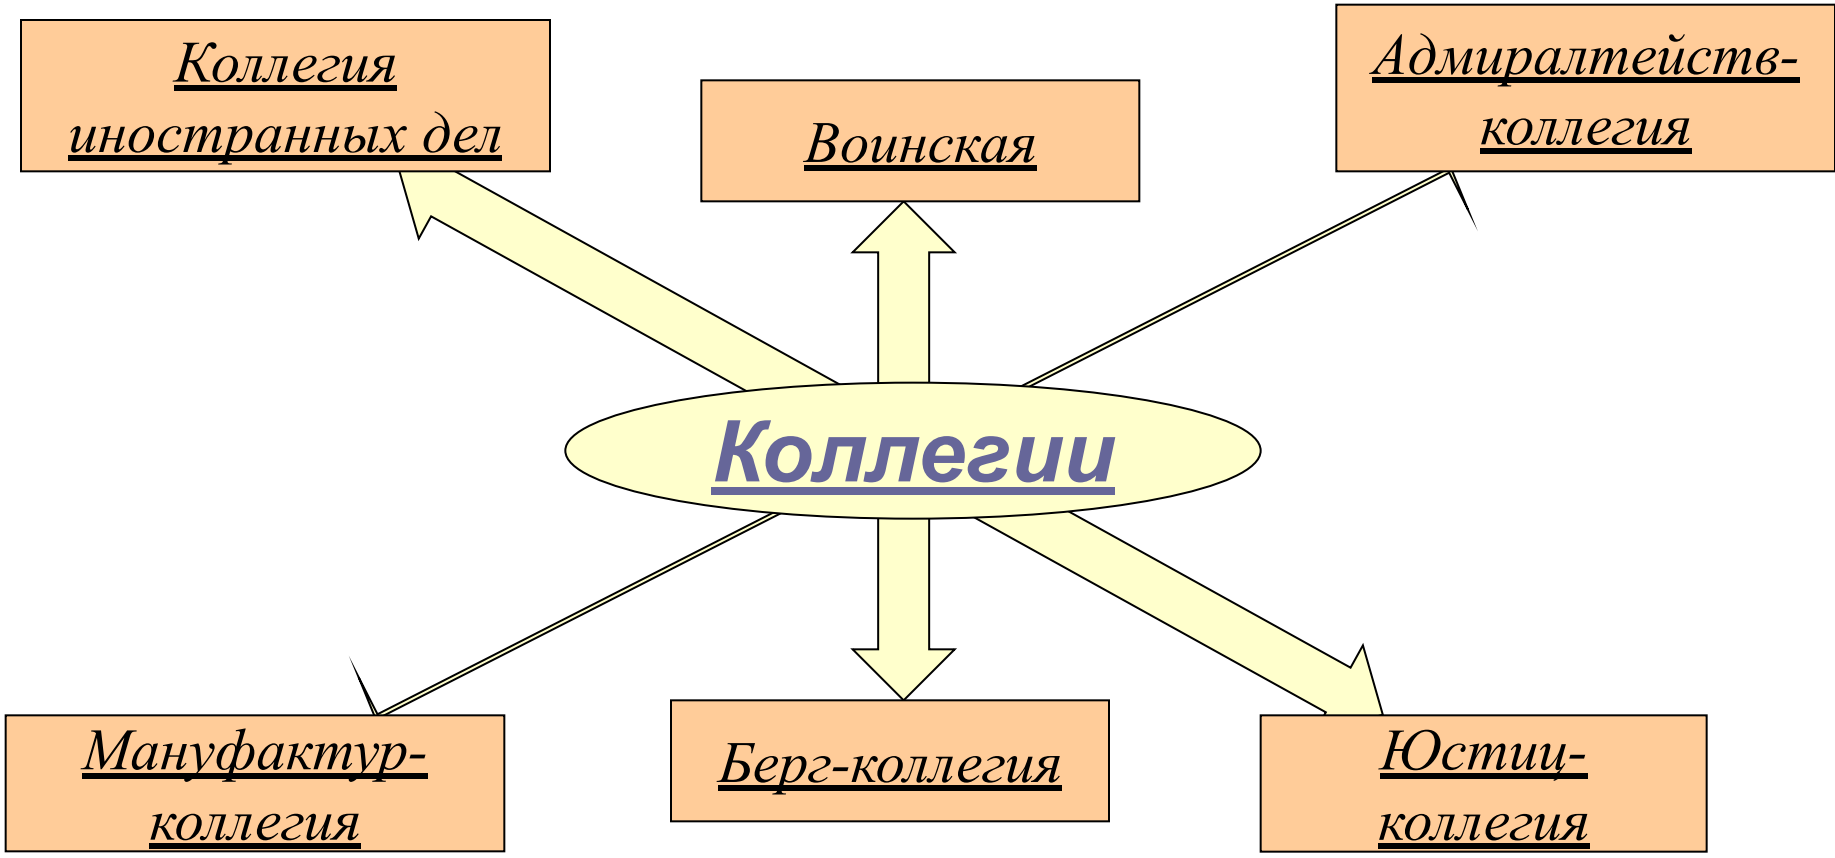 Коллегия
иностранных дел
Воинская
Адмиралтейств-
коллегия
Коллегии
Мануфактур-
коллегия
Берг-коллегия
Юстиц-
коллегия